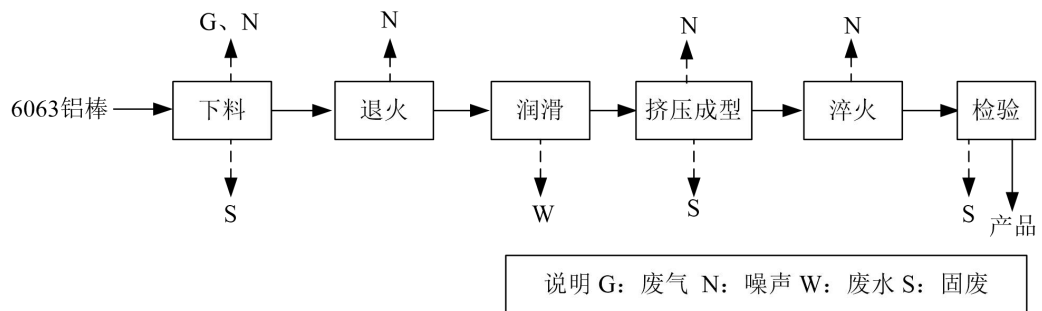 G、N
N
N
N
6063铝棒
下料
退火
润滑
挤压成型
淬火
检验
S
W
S
S
产品
说明 G：废气 N：噪声 W：废水 S：固废